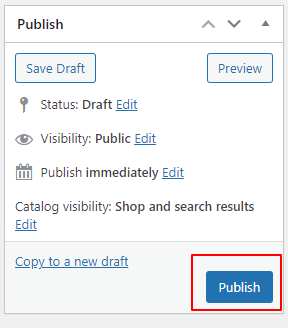 Publish
Save Draft Preview
Status: Draft Edit
Visibility: Public Edit
Publish immediately Edit
Catalog visibility: Shop and search results
Edit
Copy to a new draft
Publish